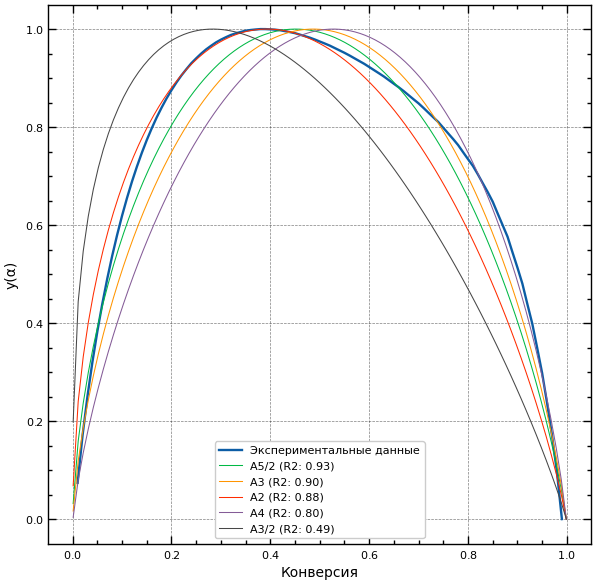 y(α)
1.0
0.8
0.6
0.4
0.2
0.0
Экспериментальные данные
A5/2 (R2: 0.93)
A3 (R2: 0.90)
A2 (R2: 0.88)
A4 (R2: 0.80)
A3/2 (R2: 0.49)
0.0 0.2 0.4 0.6 0.8 1.0
Конверсия